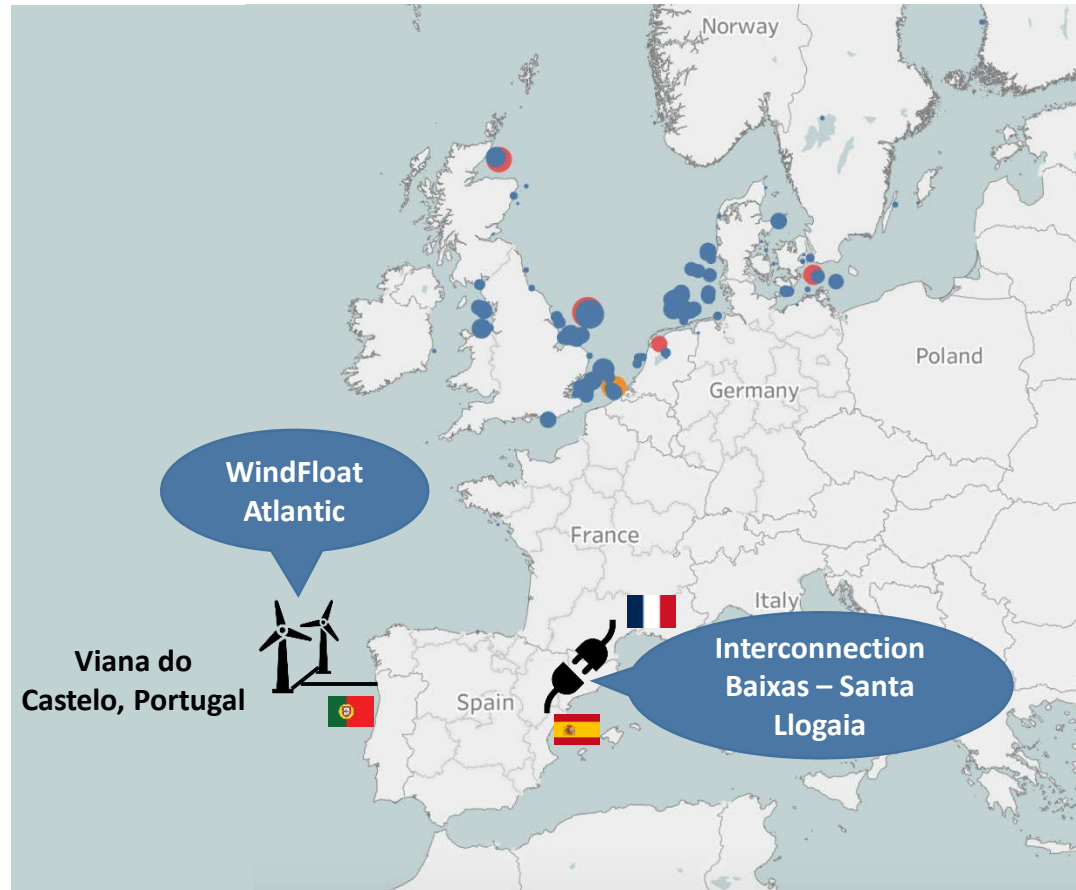 Norway
Poland
Germany
WindFloat
Atlantic
France
Italy
Interconnection
Baixas – Santa
Llogaia
Viana do
Castelo, Portugal
Spain